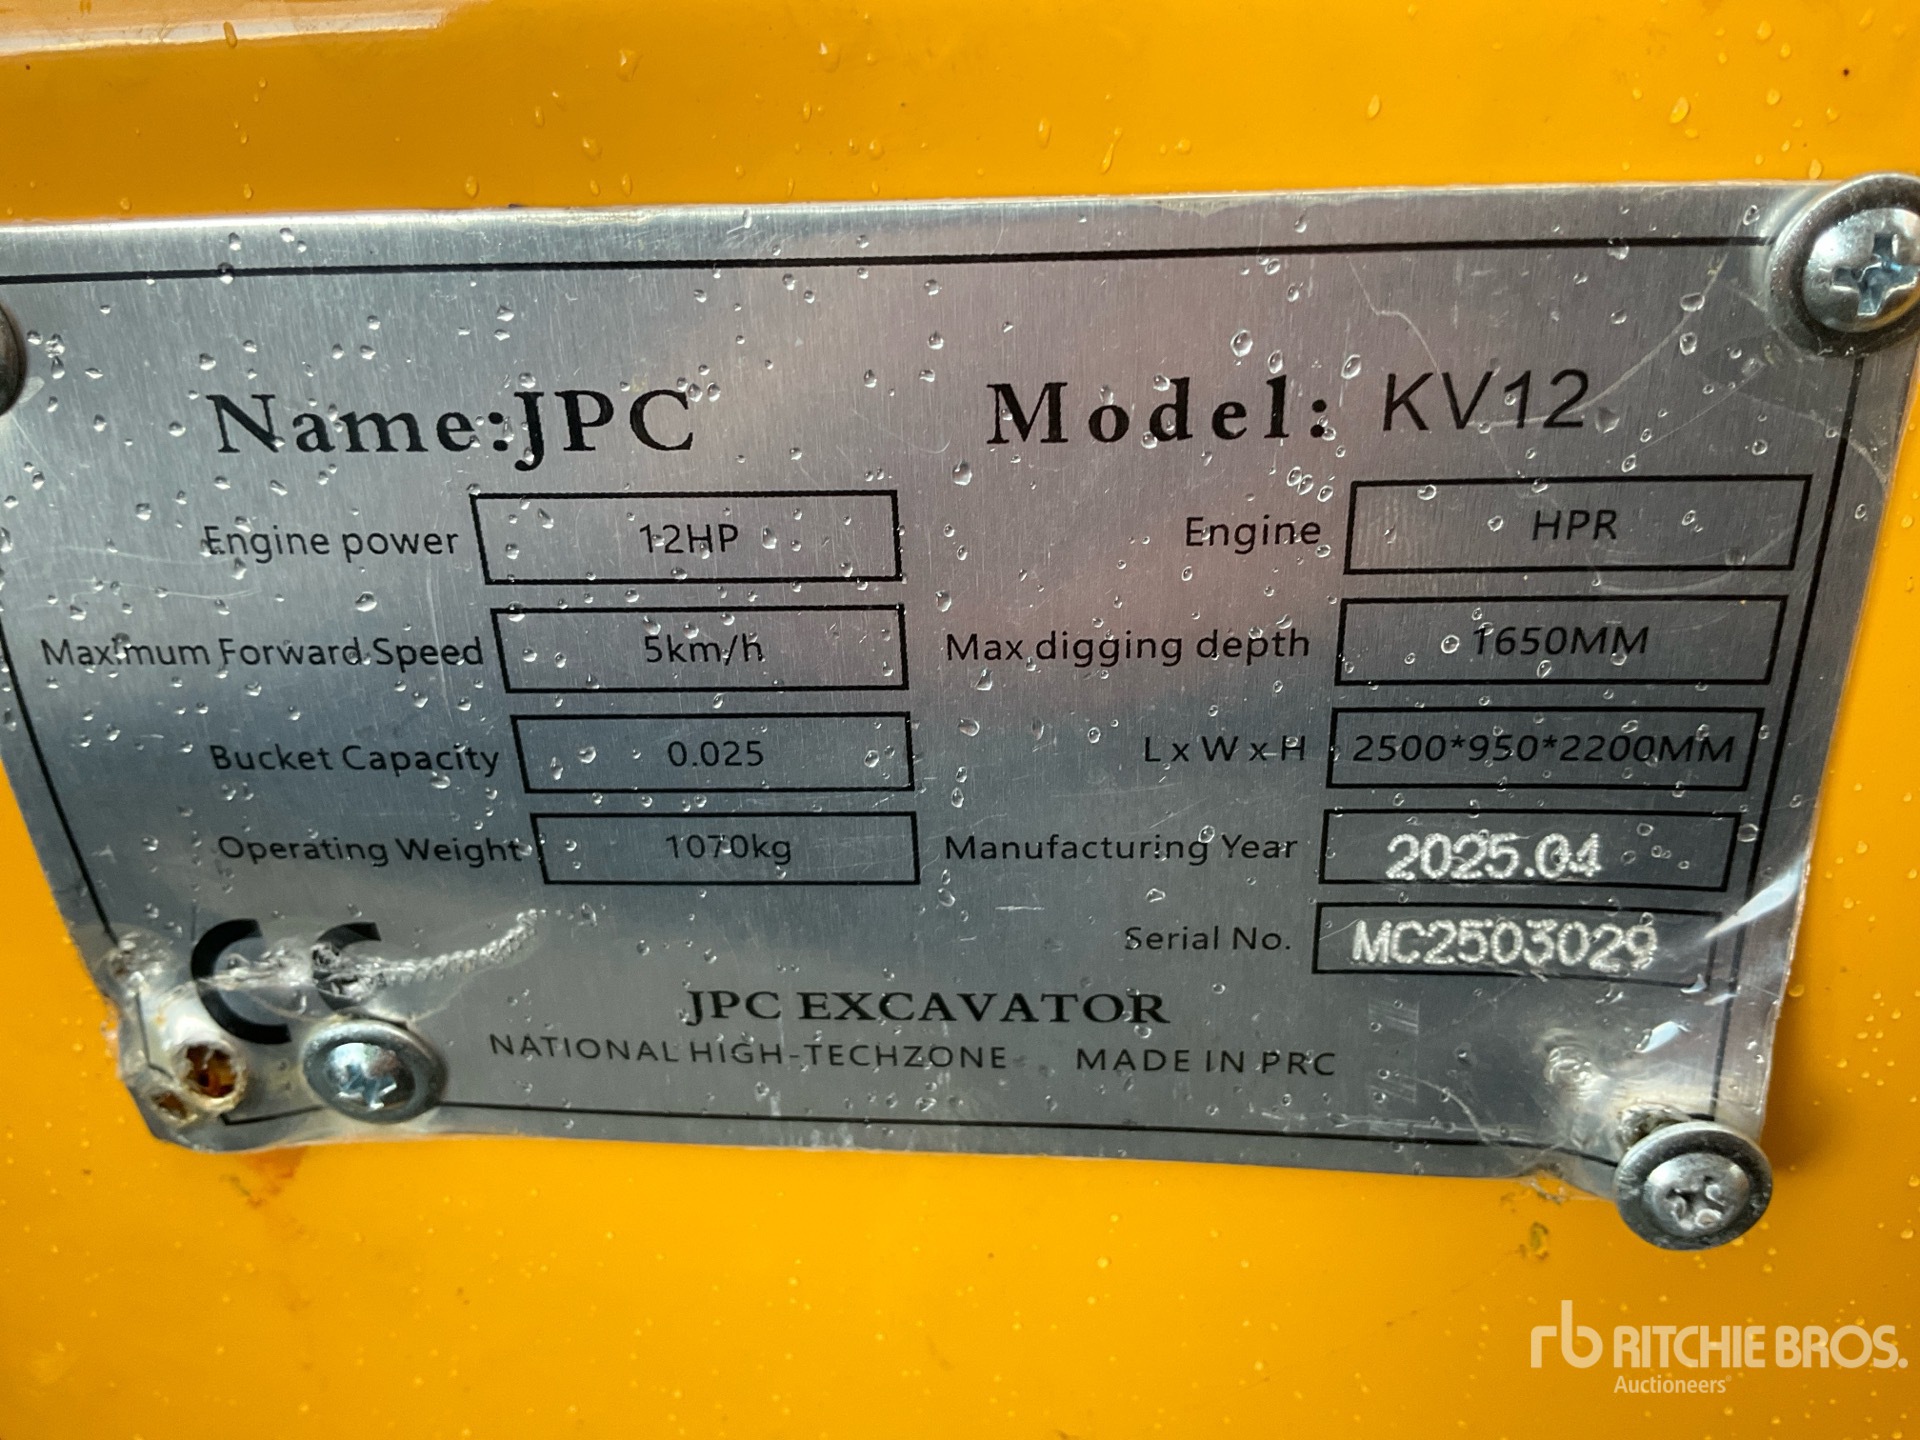 Name:JPC Model: KV12
Engine power 12HP Engine HPR
Maximum Forward Speed 5km/h Max digging depth 1650MM
Bucket Capacity 0.025 L x W x H 2500*950*2200MM
Operating Weight 1070kg Manufacturing Year 2025.04
Serial No. MC2503029
CE
JPC EXCAVATOR
NATIONAL HIGH-TECHZONE MADE IN PRC
rb RITCHIE BROS.
Auctioneers